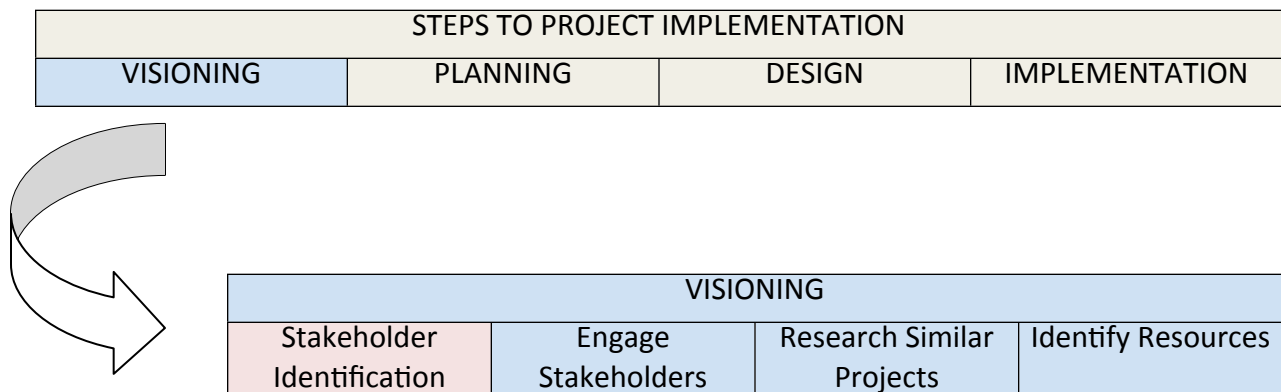 STEPS TO PROJECT IMPLEMENTATION
VISIONING PLANNING DESIGN IMPLEMENTATION
VISIONING
Stakeholder Engage Research Similar Identify Resources
Identification Stakeholders Projects